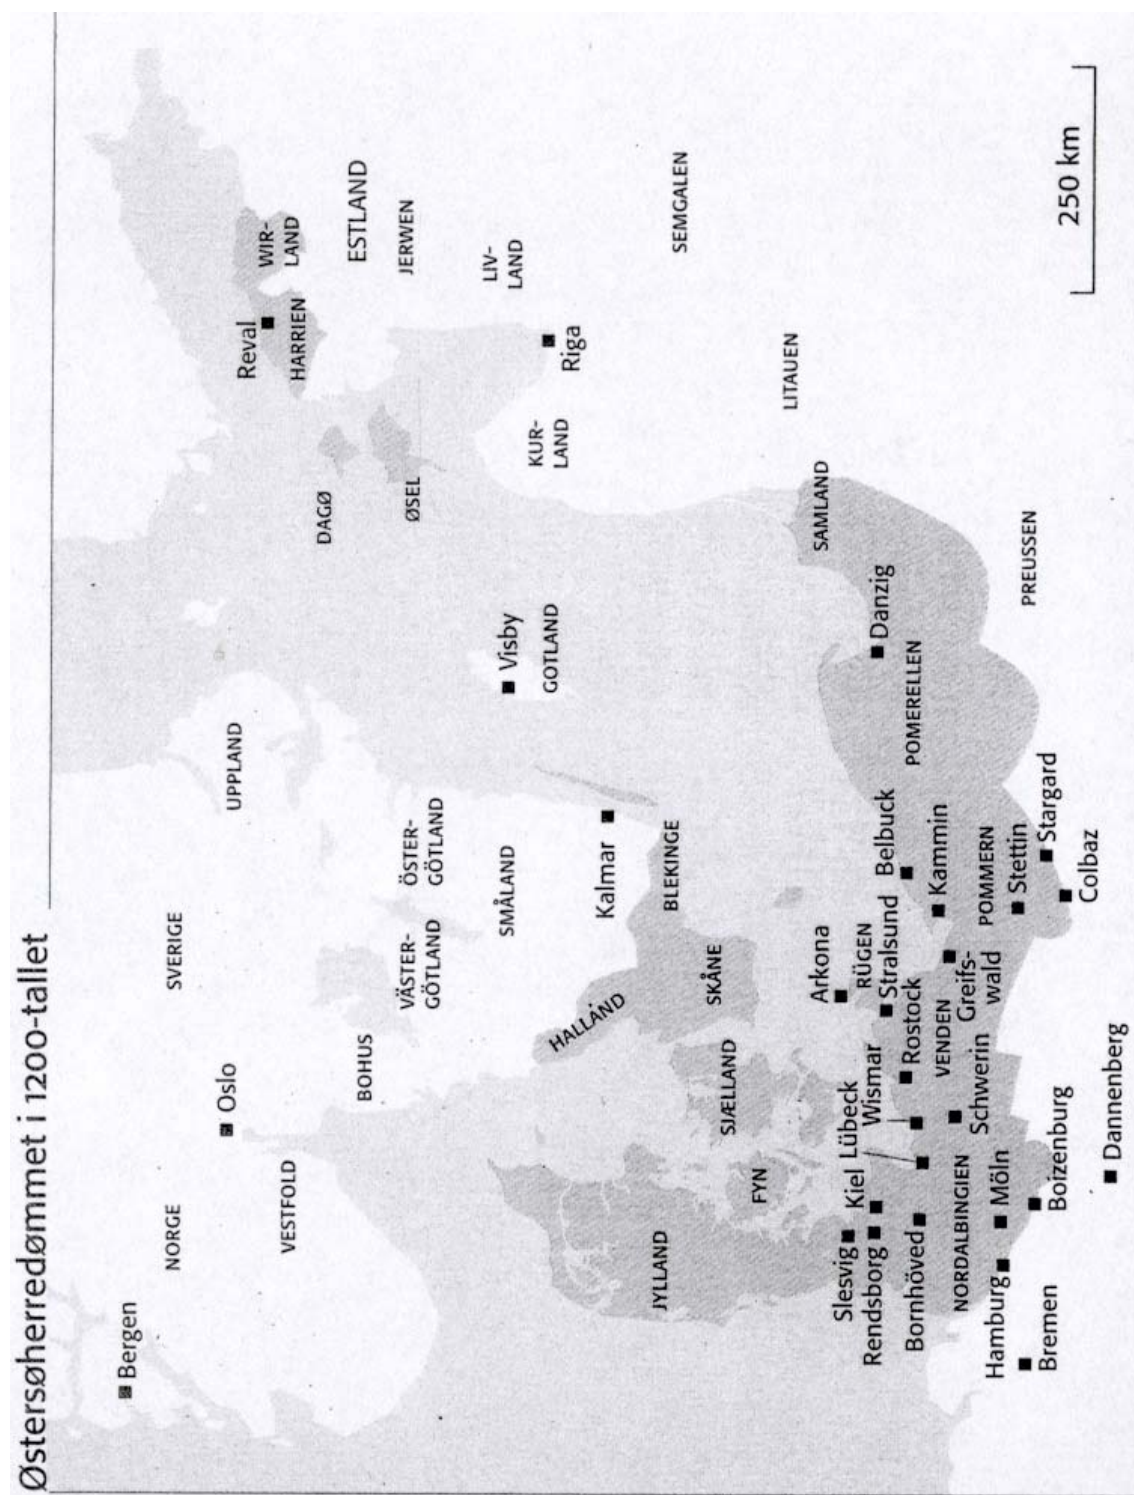 Østersøherredømmet i 1200-tallet
Bergen
NORGE
Oslo
VESTFOLD
SVERIGE
UPPLAND
BOHUS
VÄSTER-
GÖTLAND
ÖSTER-
GÖTLAND
SMÅLAND
Kalmar
Visby
GOTLAND
DAGØ
ØSEL
Reval
HARRIEN
WIR-
LAND
ESTLAND
JERWEN
LIV-
LAND
Riga
KUR-
LAND
SEMGALEN
LITAUEN
SAMLAND
PREUSSEN
Danzig
POMERELLEN
HALLAND
SKÅNE
BLEKINGE
SJÆLLAND
FYN
JYLLAND
Slesvig
Rendsborg
Kiel
Bornhöved
Lübeck
Wismar
Rostock
Stralsund
RÜGEN
Arkona
Belbuck
Kammin
Greifs-
wald
VENDEN
POMMERN
Stettin
Stargard
Colbaz
Schwerin
NORDALBINGIEN
Möln
Hamburg
Boizenburg
Bremen
Dannenberg
250 km